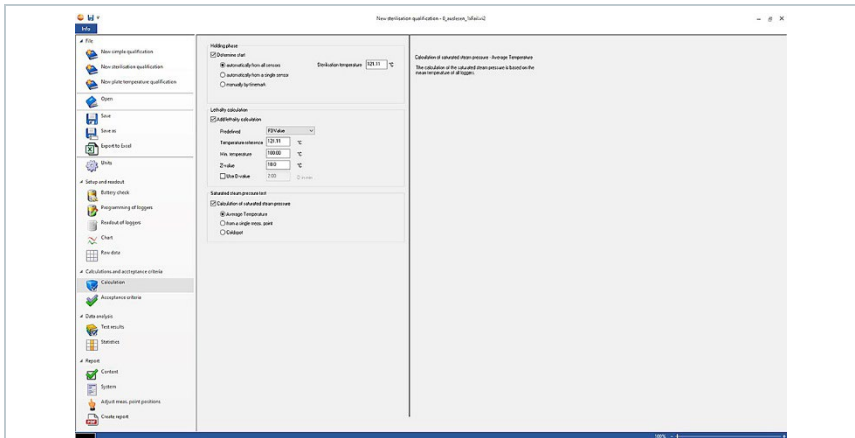 New sterilisation qualification - 0_
Info
File
New simple qualification
New sterilisation qualification
New plate temperature qualification
Open
Save
Save as
Export to Excel
Units
Setup and readout
Battery check
Programming of loggers
Readout of loggers
Chart
Raw data
Calculations and acceptance criteria
Calculation
Acceptance criteria
Data analysis
Test results
Statistics
Report
Content
System
Adjust meas. point positions
Create report
Holding phase
Determine start
automatically from all sensors
Sterilisation temperature 121.11 °C
automatically from a single sensor
manually by timemark
Lethality calculation
Add lethality calculation
Predefined F0 Value
Temperature reference 121.11 °C
Min. temperature 100.00 °C
Z-value 10.0 °C
Use D-value 2.00
Saturated steam pressure test
Calculation of saturated steam pressure
Average Temperature
from a single meas. point
Coldspot
Calculation of saturated steam pressure - Average Temperature
The calculation of the saturated steam pressure is based on the
mean temperature of all loggers.
100%